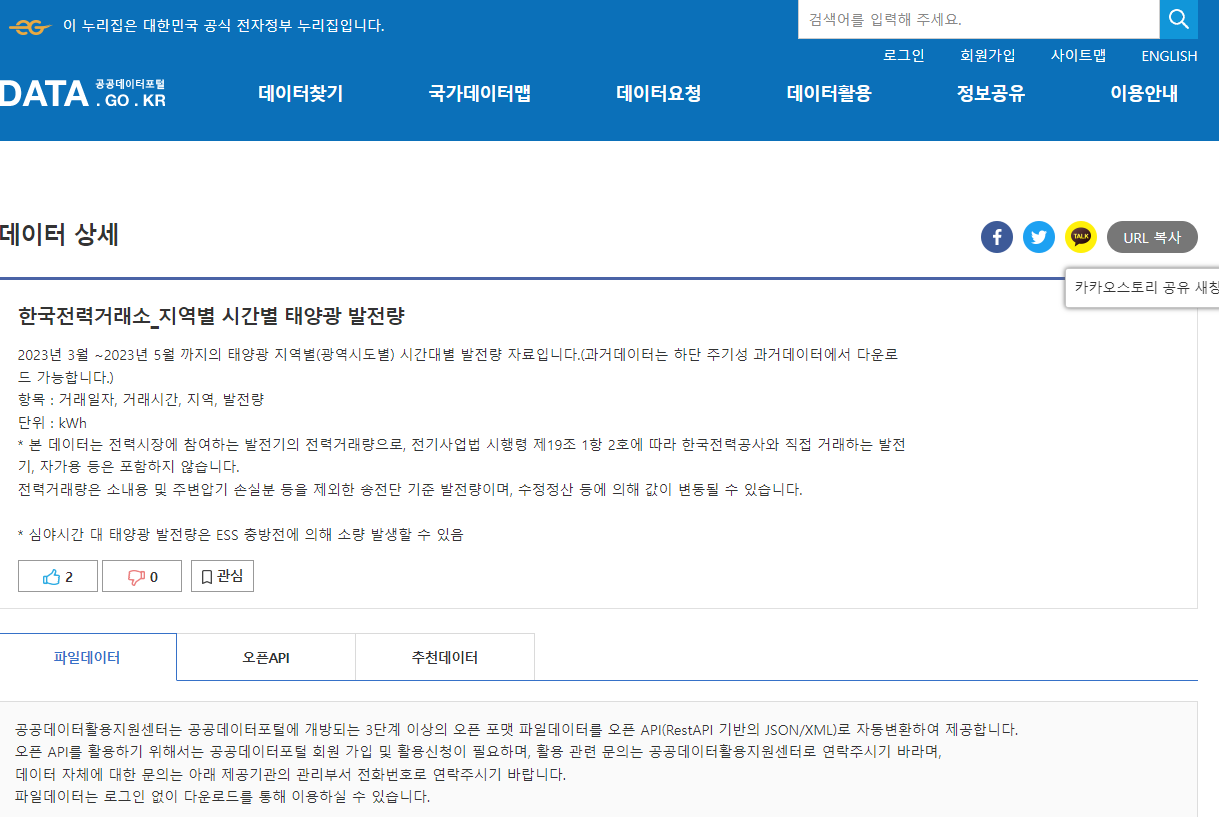 이 누리집은 대한민국 공식 전자정부 누리집입니다.
검색어를 입력해 주세요.
로그인 회원가입 사이트맵 ENGLISH
DATA 공공데이터포털 . GO . KR
데이터찾기 국가데이터맵 데이터요청 데이터활용 정보공유 이용안내
데이터 상세
TALK
URL 복사
카카오스토리 공유 새창
한국전력거래소_지역별 시간별 태양광 발전량
2023년 3월 ~2023년 5월 까지의 태양광 지역별(광역시도별) 시간대별 발전량 자료입니다.(과거데이터는 하단 주기성 과거데이터에서 다운로
드 가능합니다.)
항목 : 거래일자, 거래시간, 지역, 발전량
단위 : kWh
* 본 데이터는 전력시장에 참여하는 발전기의 전력거래량으로, 전기사업법 시행령 제19조 1항 2호에 따라 한국전력공사와 직접 거래하는 발전
기, 자가용 등은 포함하지 않습니다.
전력거래량은 소내용 및 주변압기 손실분 등을 제외한 송전단 기준 발전량이며, 수정정산 등에 의해 값이 변동될 수 있습니다.
* 심야시간 대 태양광 발전량은 ESS 충방전에 의해 소량 발생할 수 있음
2 0 관심
파일데이터 오픈API 추천데이터
공공데이터활용지원센터는 공공데이터포털에 개방되는 3단계 이상의 오픈 포맷 파일데이터를 오픈 API(RestAPI 기반의 JSON/XML)로 자동변환하여 제공합니다.
오픈 API를 활용하기 위해서는 공공데이터포털 회원 가입 및 활용신청이 필요하며, 활용 관련 문의는 공공데이터활용지원센터로 연락주시기 바라며,
데이터 자체에 대한 문의는 아래 제공기관의 관리부서 전화번호로 연락주시기 바랍니다.
파일데이터는 로그인 없이 다운로드를 통해 이용하실 수 있습니다.